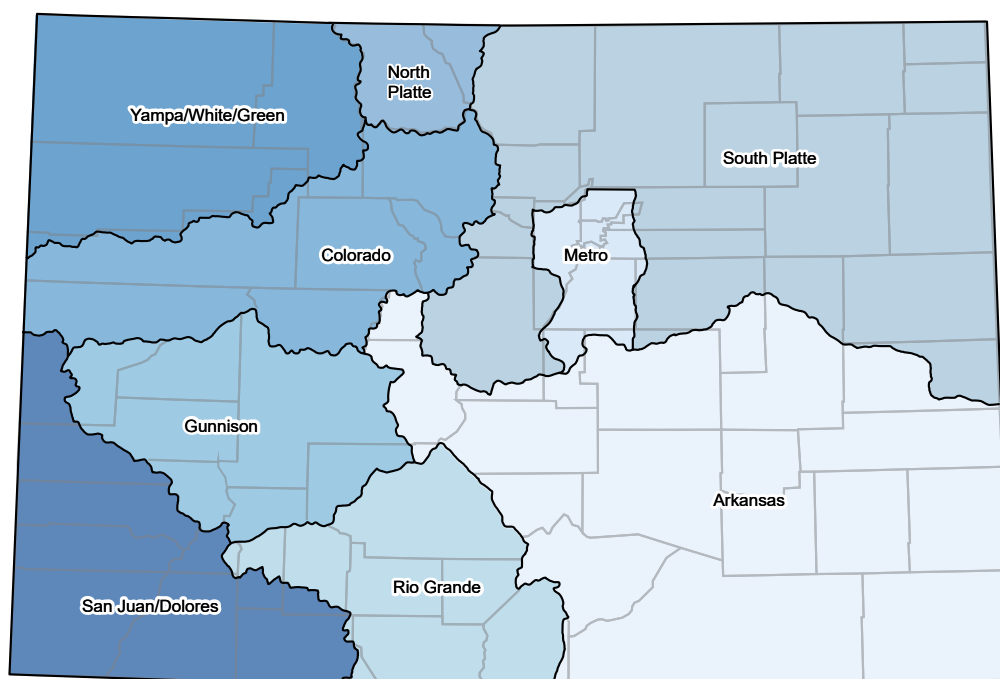 North
Platte
Yampa/White/Green
South Platte
Colorado
Metro
Gunnison
Arkansas
Rio Grande
San Juan/Dolores